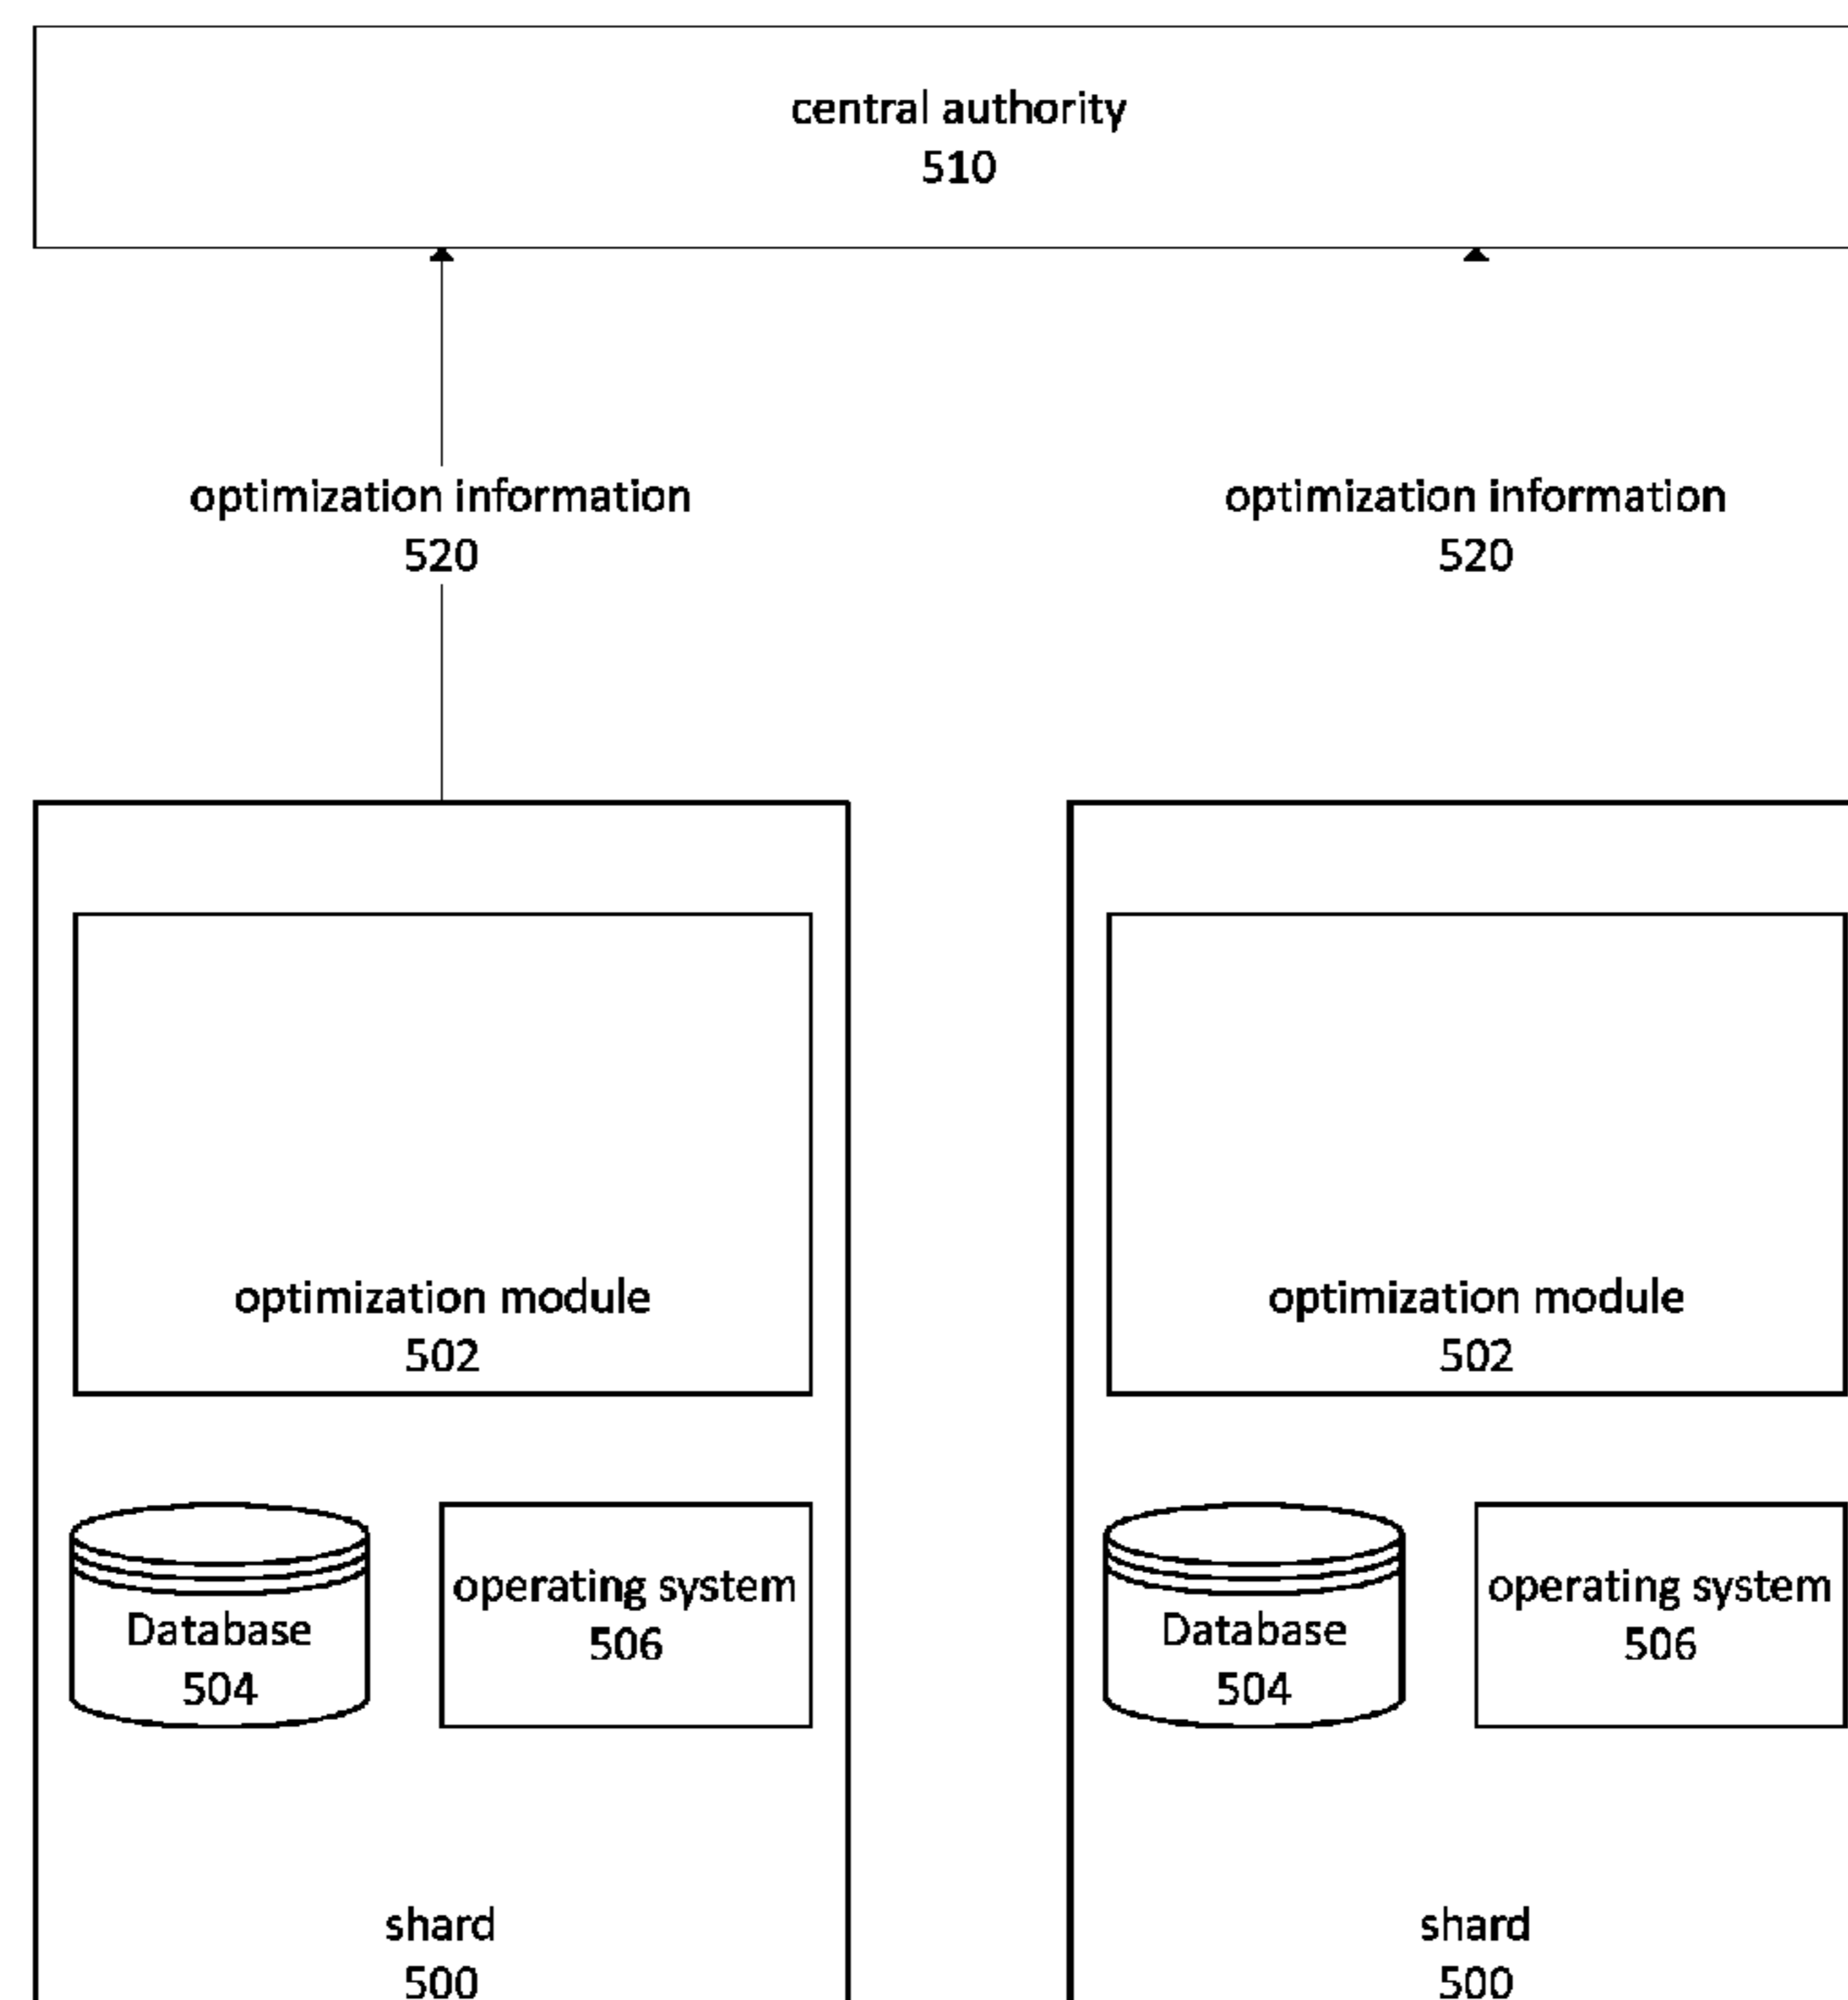 central authority
510
optimization information
520
optimization information
520
optimization module
502
optimization module
502
Database
504
operating system
506
Database
504
operating system
506
shard
500
shard
500